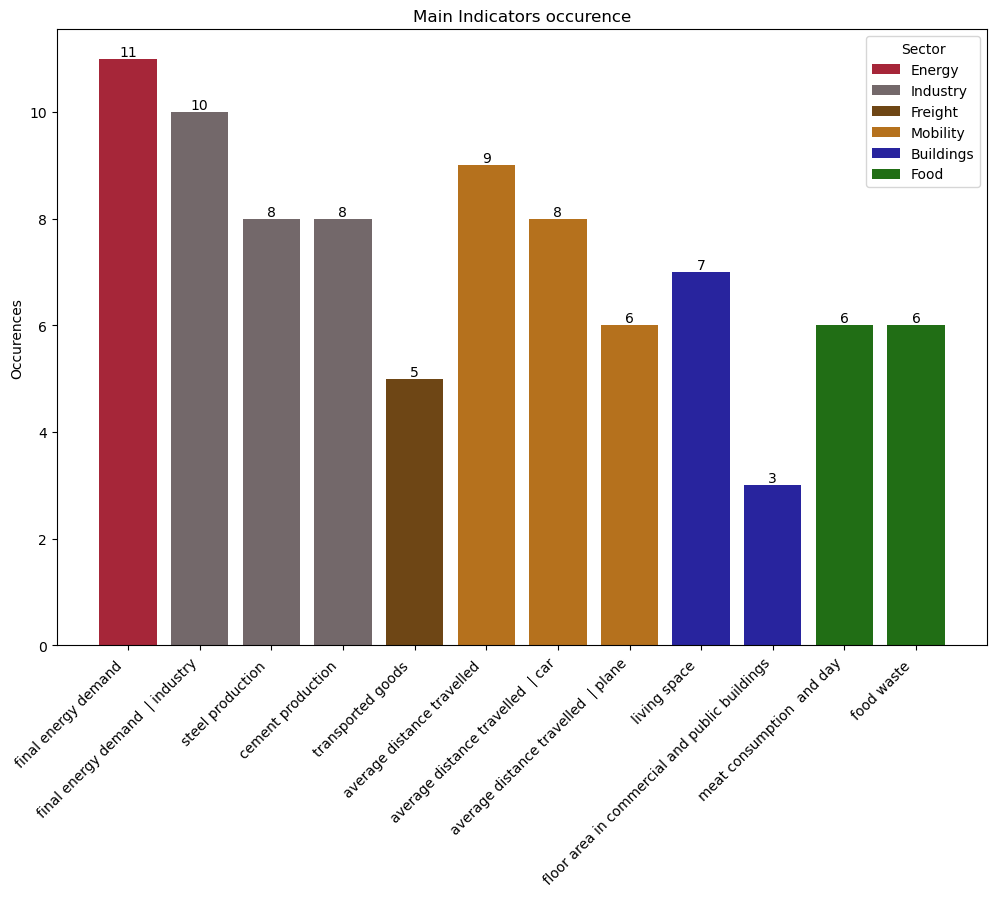 Main Indicators occurence
Sector
Energy
Industry
Freight
Mobility
Buildings
Food
Occurences
10
8
6
4
2
0
11
10
8
8
5
9
8
6
7
3
6
6
final energy demand
final energy demand | industry
steel production
cement production
transported goods
average distance travelled
average distance travelled | car
average distance travelled | plane
living space
floor area in commercial and public buildings
meat consumption and day
food waste